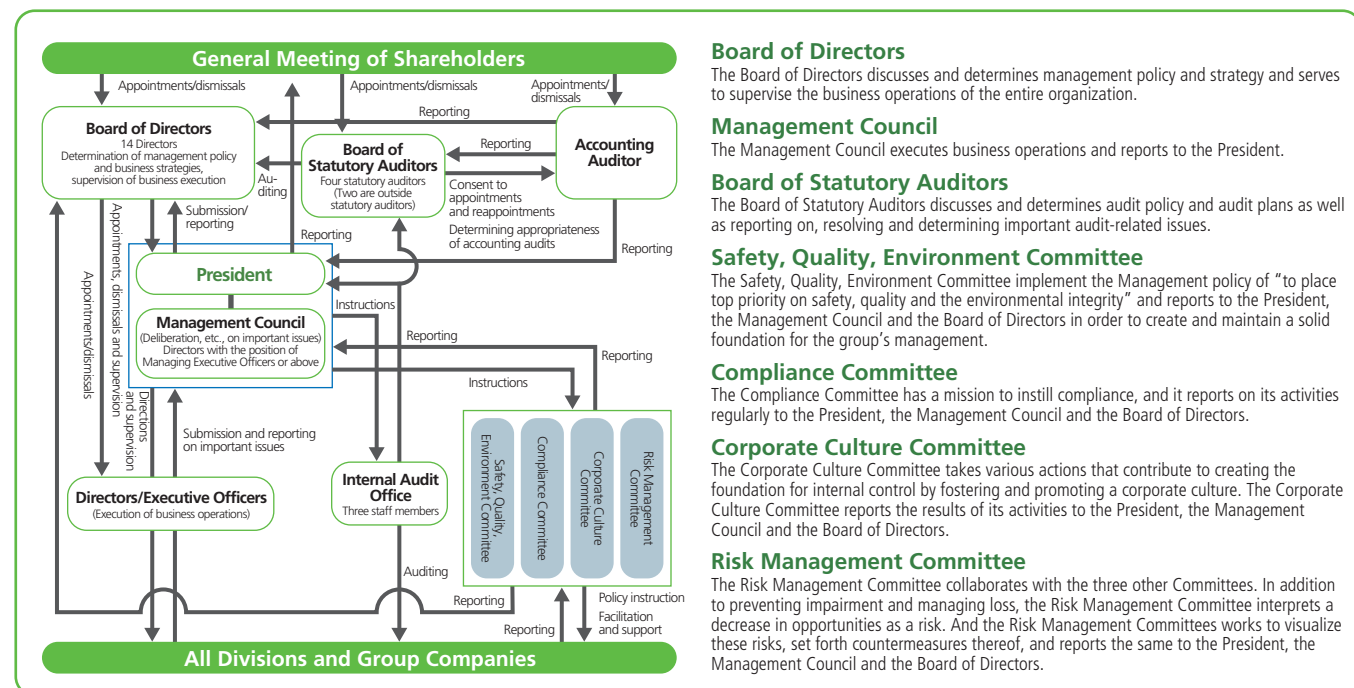 General Meeting of Shareholders
Appointments/dismissals
Appointments/dismissals
Appointments/
dismissals
Reporting
Board of Directors
14 Directors
Determination of management policy
and business strategies,
supervision of business execution
Au-
diting
Board of
Statutory Auditors
Four statutory auditors
(Two are outside
statutory auditors)
Reporting
Consent to
appointments
and reappointments
Determining appropriateness
of accounting audits
Accounting
Auditor
Submission/
reporting
Reporting
Reporting
President
Management Council
(Deliberation, etc., on important issues)
Directors with the position of
Managing Executive Officers or above
Instructions
Reporting
Reporting
Instructions
Appointments/dismissals
Appointments, dismissals and supervision
Directions
and supervision
Submission and reporting
on important issues
Directors/Executive Officers
(Execution of business operations)
Internal Audit
Office
Three staff members
Auditing
Safety, Quality,
Environment Committee
Compliance Committee
Corporate Culture
Committee
Risk Management
Committee
Reporting
Reporting
Policy instruction
Facilitation
and support
All Divisions and Group Companies
Board of Directors
The Board of Directors discusses and determines management policy and strategy and serves
to supervise the business operations of the entire organization.
Management Council
The Management Council executes business operations and reports to the President.
Board of Statutory Auditors
The Board of Statutory Auditors discusses and determines audit policy and audit plans as well
as reporting on, resolving and determining important audit-related issues.
Safety, Quality, Environment Committee
The Safety, Quality, Environment Committee implement the Management policy of “to place
top priority on safety, quality and the environmental integrity” and reports to the President,
the Management Council and the Board of Directors in order to create and maintain a solid
foundation for the group’s management.
Compliance Committee
The Compliance Committee has a mission to instill compliance, and it reports on its activities
regularly to the President, the Management Council and the Board of Directors.
Corporate Culture Committee
The Corporate Culture Committee takes various actions that contribute to creating the
foundation for internal control by fostering and promoting a corporate culture. The Corporate
Culture Committee reports the results of its activities to the President, the Management
Council and the Board of Directors.
Risk Management Committee
The Risk Management Committee collaborates with the three other Committees. In addition
to preventing impairment and managing loss, the Risk Management Committee interprets a
decrease in opportunities as a risk. And the Risk Management Committees works to visualize
these risks, set forth countermeasures thereof, and reports the same to the President, the
Management Council and the Board of Directors.